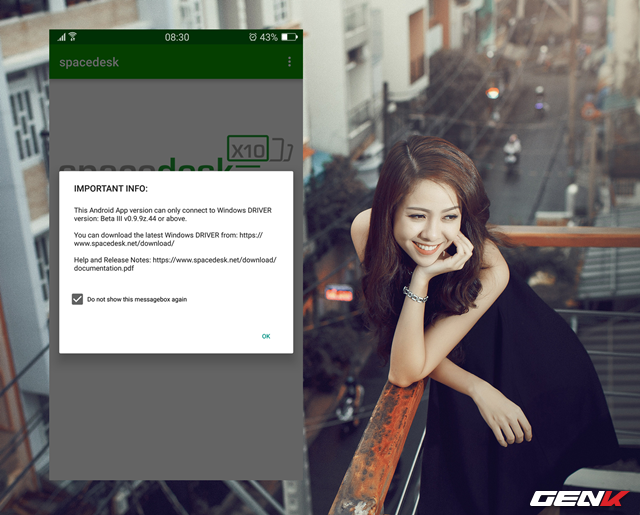 08:30
43%
spacedesk
X10
spacedesk
IMPORTANT INFO:
This Android App version can only connect to Windows DRIVER
version: Beta III v0.9.9z.44 or above.
You can download the latest Windows DRIVER from: https://
www.spacedesk.net/download/
Help and Release Notes: https://www.spacedesk.net/download/
documentation.pdf
Do not show this messagebox again
OK
GENK